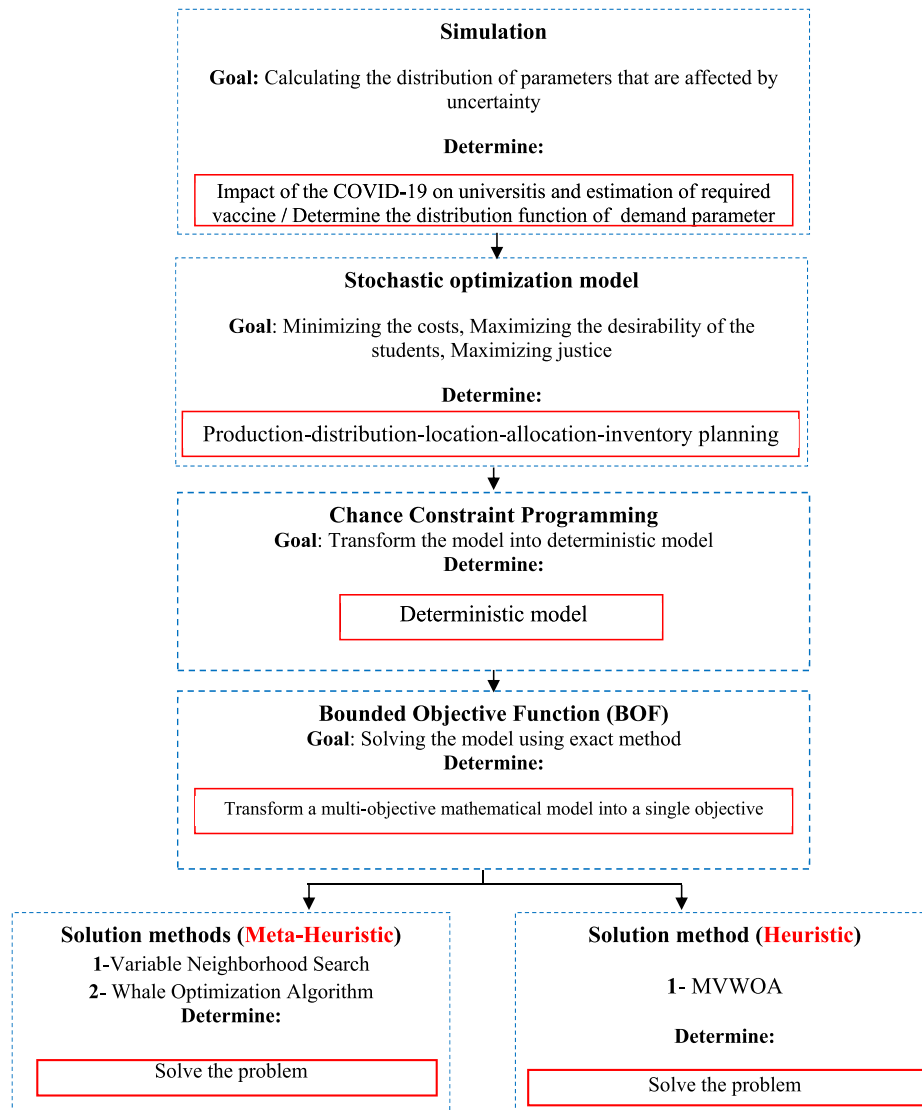 Simulation
Goal: Calculating the distribution of parameters that are affected by
uncertainty
Determine:
Impact of the COVID-19 on universitis and estimation of required
vaccine / Determine the distribution function of demand parameter
Stochastic optimization model
Goal: Minimizing the costs, Maximizing the desirability of the
students, Maximizing justice
Determine:
Production-distribution-location-allocation-inventory planning
Chance Constraint Programming
Goal: Transform the model into deterministic model
Determine:
Deterministic model
Bounded Objective Function (BOF)
Goal: Solving the model using exact method
Determine:
Transform a multi-objective mathematical model into a single objective
Solution methods (Meta-Heuristic)
1-Variable Neighborhood Search
2- Whale Optimization Algorithm
Determine:
Solve the problem
Solution method (Heuristic)
1- MVWOA
Determine:
Solve the problem